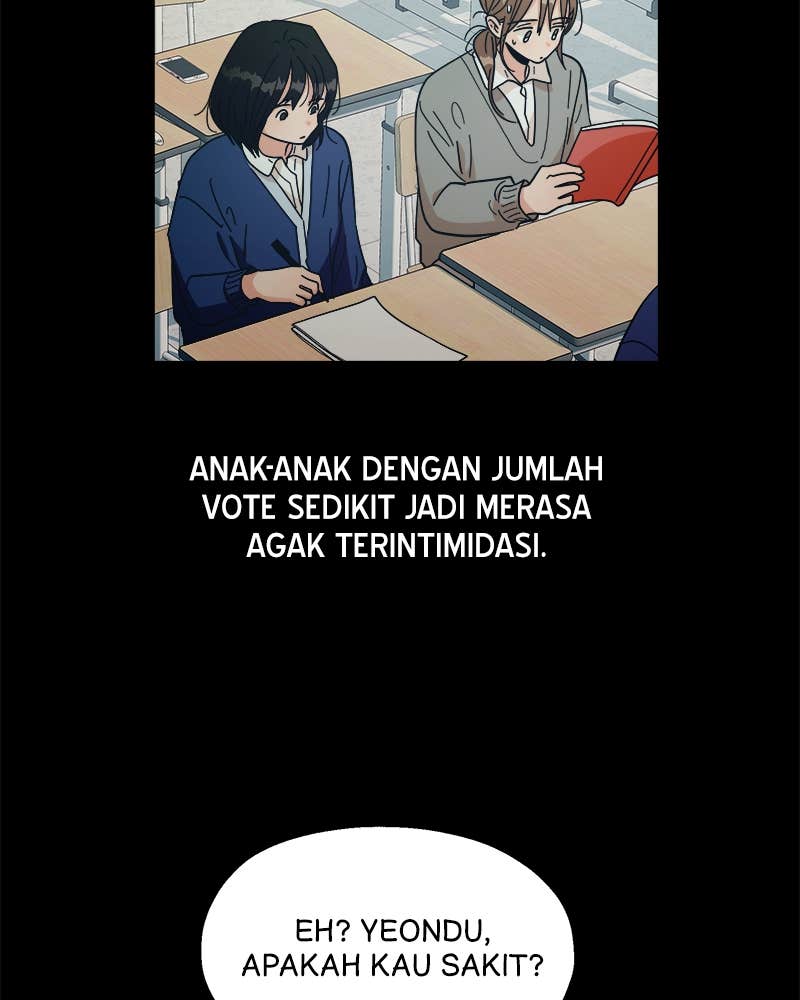 ANAK-ANAK DENGAN JUMLAH
VOTE SEDIKIT JADI MERASA
AGAK TERINTIMIDASI.
EH? YEONDU,
APAKAH KAU SAKIT?